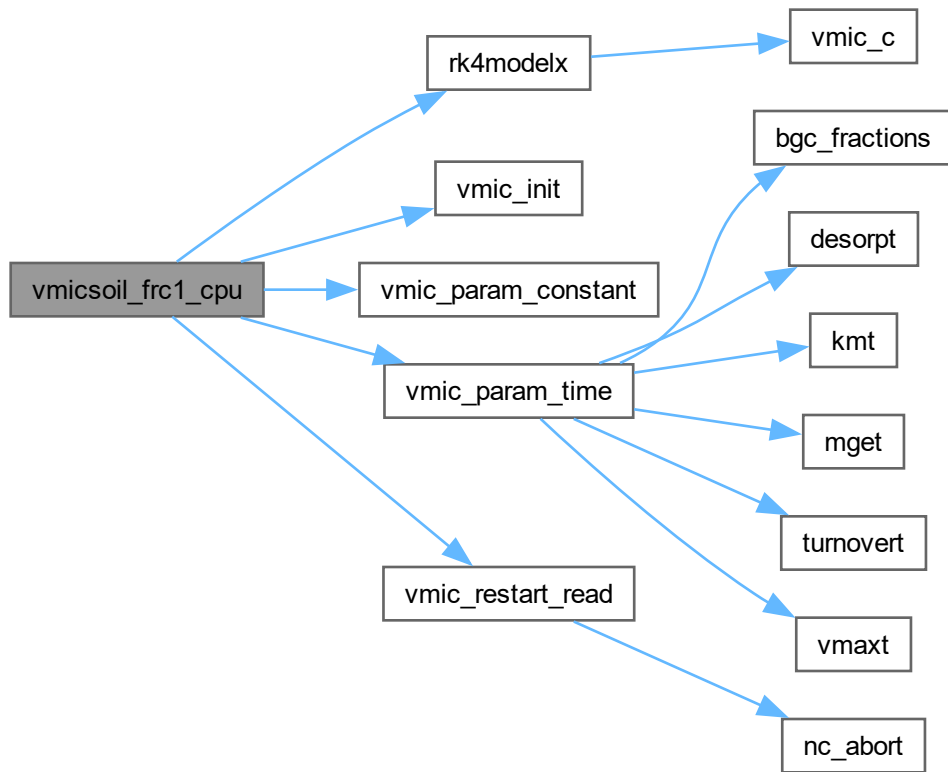 vmicsoil_frc1_cpu
rk4modelx
vmic_init
vmic_param_constant
vmic_param_time
vmic_restart_read
vmic_c
bgc_fractions
desorpt
kmt
mget
turnovert
vmaxt
nc_abort